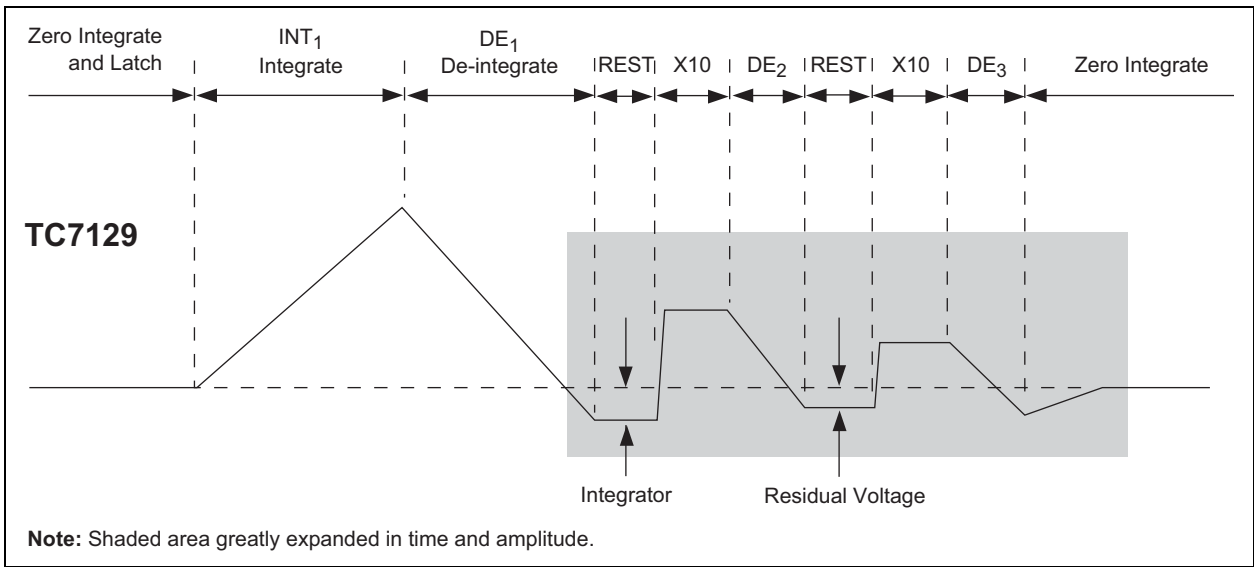 Zero Integrate
and Latch
INT1
Integrate
DE1
De-integrate
REST
X10
DE2
REST
X10
DE3
Zero Integrate
TC7129
Integrator
Residual Voltage
Note: Shaded area greatly expanded in time and amplitude.